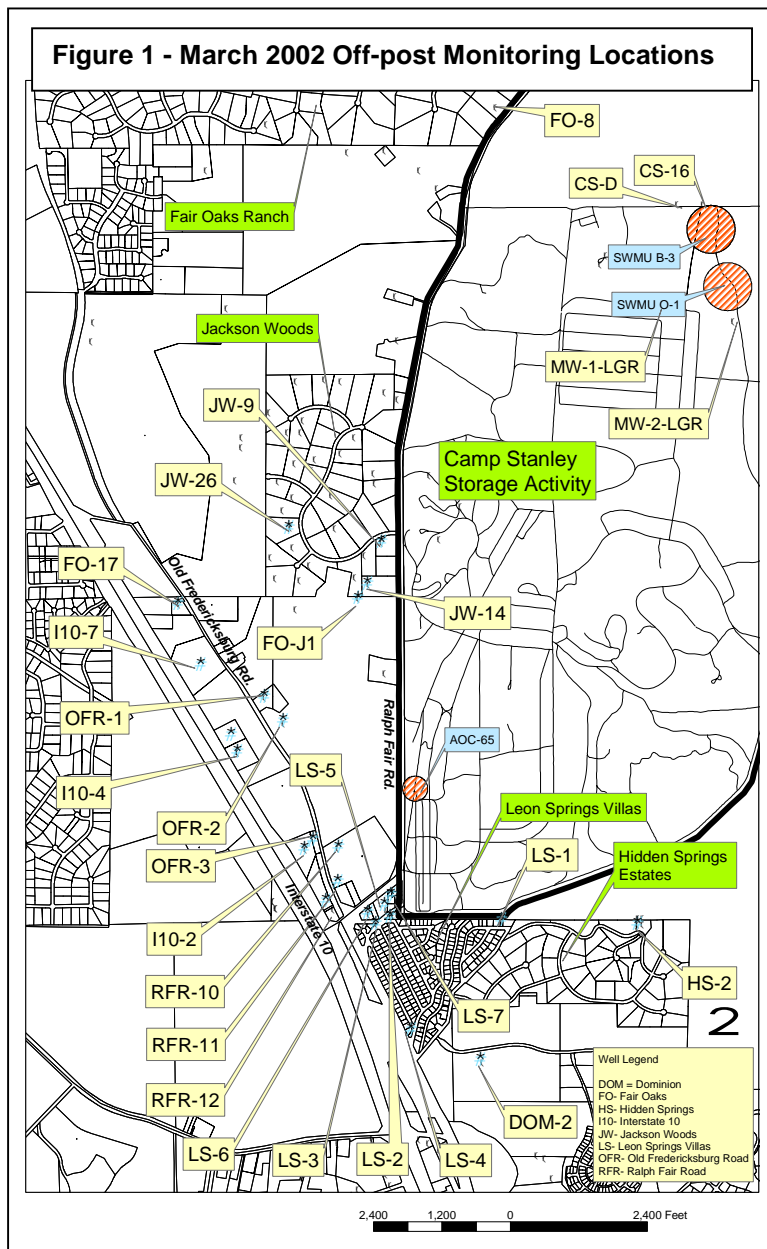 Figure 1 - March 2002 Off-post Monitoring Locations
FO-8
CS-16
CS-D
Fair Oaks Ranch
SWMU B-3
SWMU O-1
Jackson Woods
MW-1-LGR
JW-9
MW-2-LGR
Camp Stanley
Storage Activity
JW-26
FO-17
Old Fredericksburg Rd.
JW-14
I10-7
FO-J1
OFR-1
Ralph Fair Rd.
AOC-65
LS-5
I10-4
Leon Springs Villas
OFR-2
LS-1
OFR-3
Hidden Springs
Estates
Interstate 10
I10-2
RFR-10
HS-2
LS-7
2
RFR-11
RFR-12
DOM-2
LS-6
LS-3
LS-2
LS-4
Well Legend
DOM = Dominion
FO- Fair Oaks
HS- Hidden Springs
I10- Interstate 10
JW- Jackson Woods
LS- Leon Springs Villas
OFR- Old Fredericksburg Road
RFR- Ralph Fair Road
2,400 1,200 0 2,400 Feet